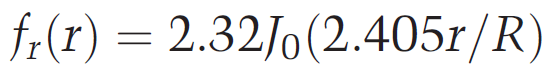 f_r(r) = 2.32J_0(2.405r/R)